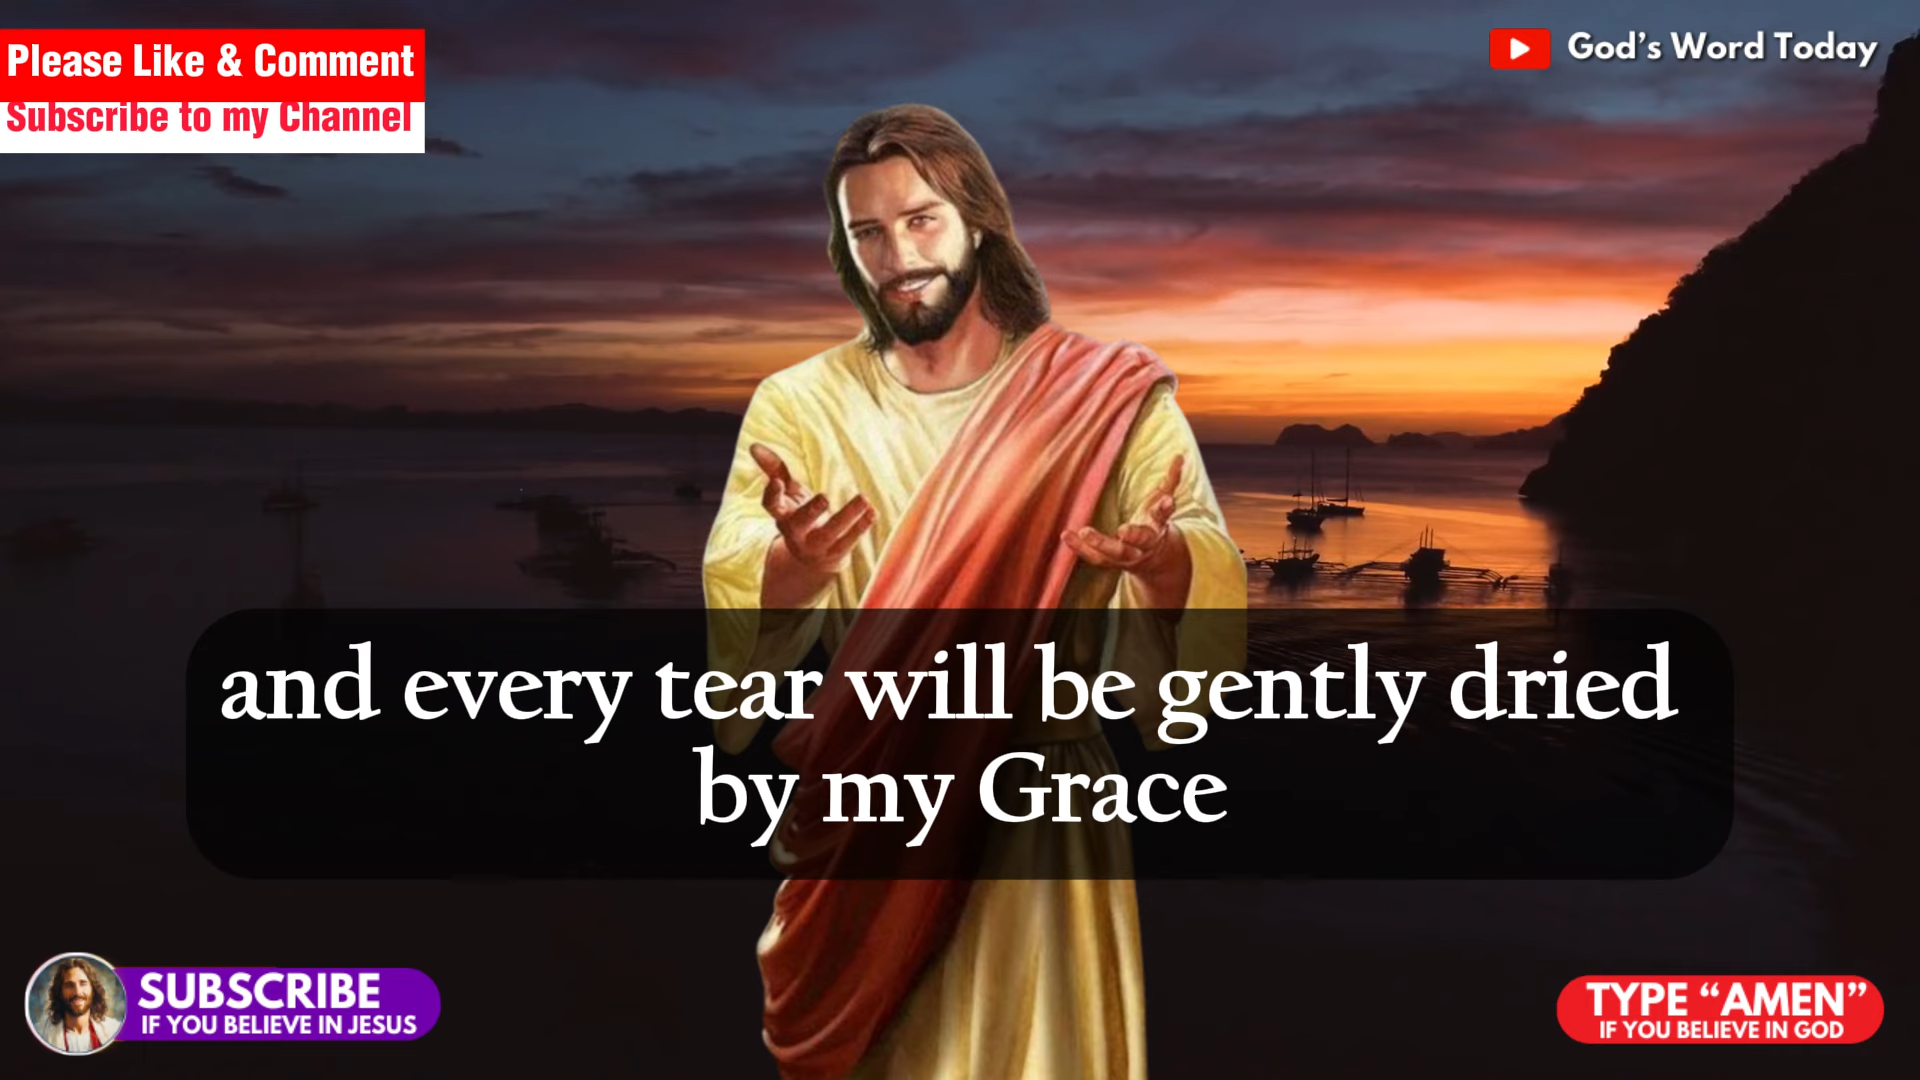 Please Like & Comment
Subscribe to my Channel
God's Word Today
and every tear will be gently dried
by my Grace
SUBSCRIBE
IF YOU BELIEVE IN JESUS
TYPE “AMEN”
IF YOU BELIEVE IN GOD